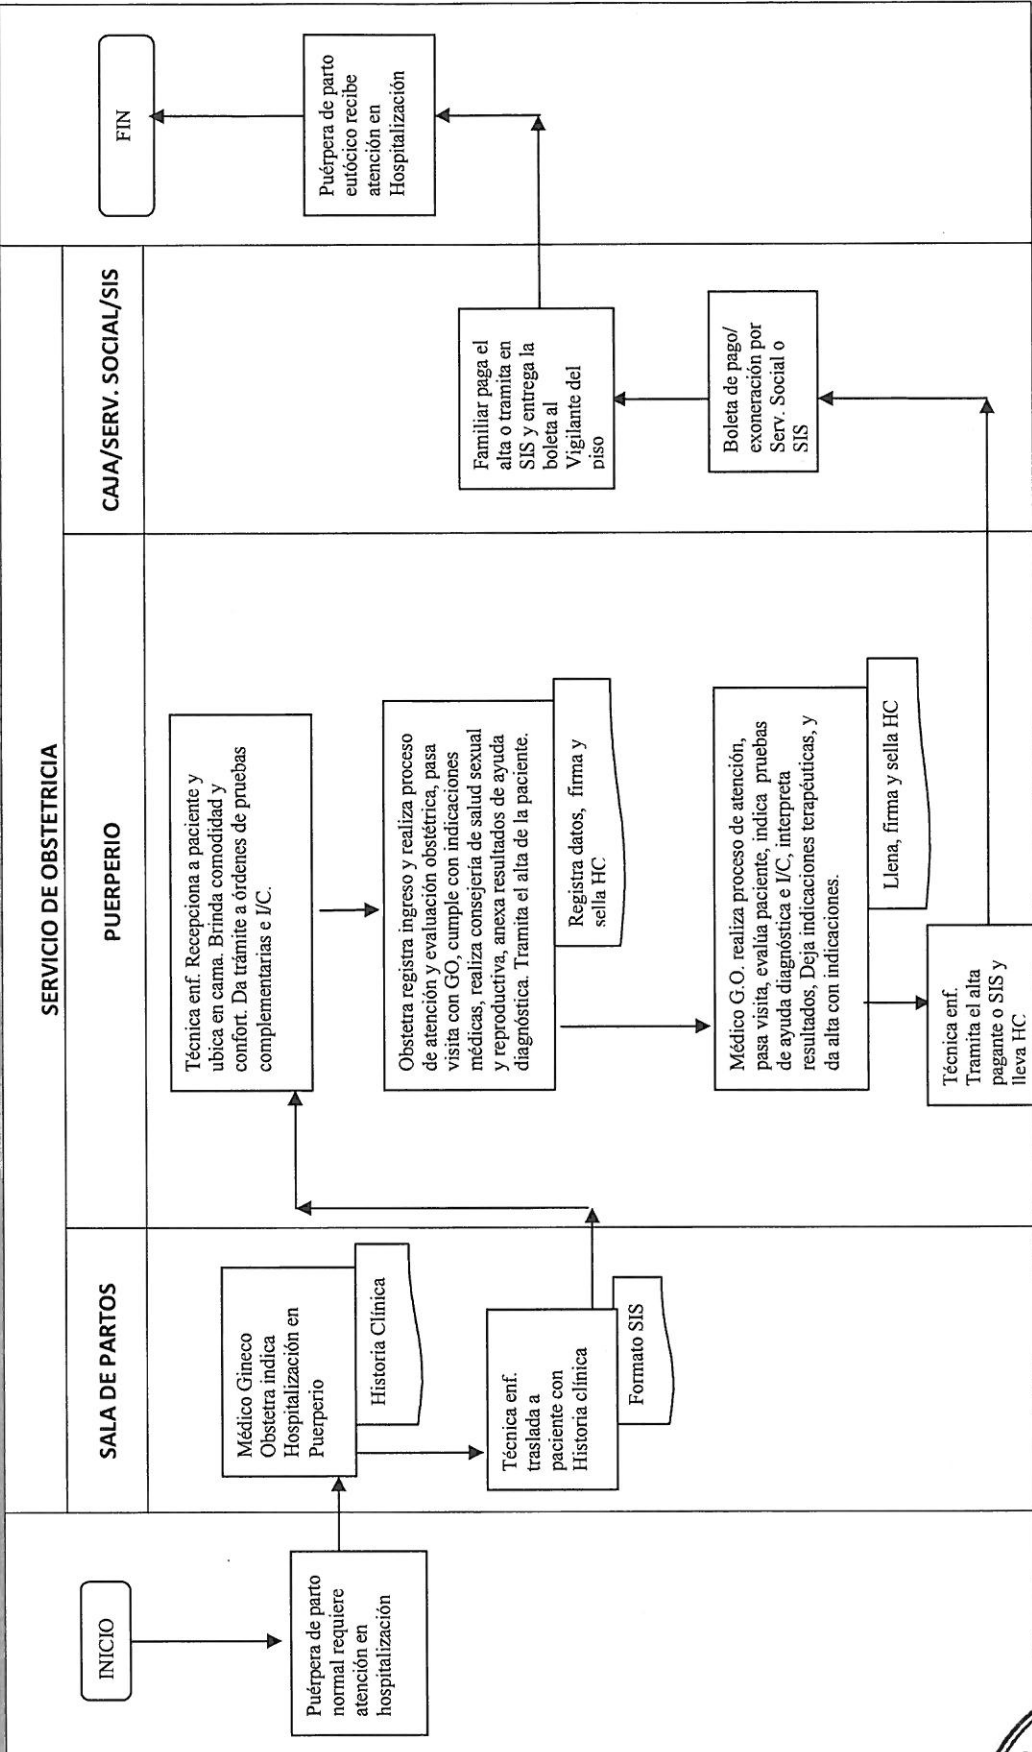 SERVICIO DE OBSTETRICIA
SALA DE PARTOS
PUERPERIO
CAJA/SERV. SOCIAL/SIS
INICIO
Puérpera de parto
normal requiere
atención en
hospitalización
Médico Gineco
Obstetra indica
Hospitalización en
Puerperio
Historia Clínica
Técnica enf.
traslada a
paciente con
Historia clínica
Formato SIS
Técnica enf. Recepciona a paciente y
ubica en cama. Brinda comodidad y
confort. Da trámite a órdenes de pruebas
complementarias e I/C.
Obstetra registra ingreso y realiza proceso
de atención y evaluación obstétrica, pasa
visita con GO, cumple con indicaciones
médicas, realiza consejería de salud sexual
y reproductiva, anexa resultados de ayuda
diagnóstica. Tramita el alta de la paciente.
Registra datos, firma y
sella HC
Médico G.O. realiza proceso de atención,
pasa visita, evalúa paciente, indica pruebas
de ayuda diagnóstica e I/C, interpreta
resultados, Deja indicaciones terapéuticas, y
da alta con indicaciones.
Llena, firma y sella HC
Técnica enf.
Tramita el alta
pagante o SIS y
lleva HC
Boleta de pago/
exoneración por
Serv. Social o
SIS
Familiar paga el
alta o tramita en
SIS y entrega la
boleta al
Vigilante del
piso
Puérpera de parto
eutócico recibe
atención en
Hospitalización
FIN